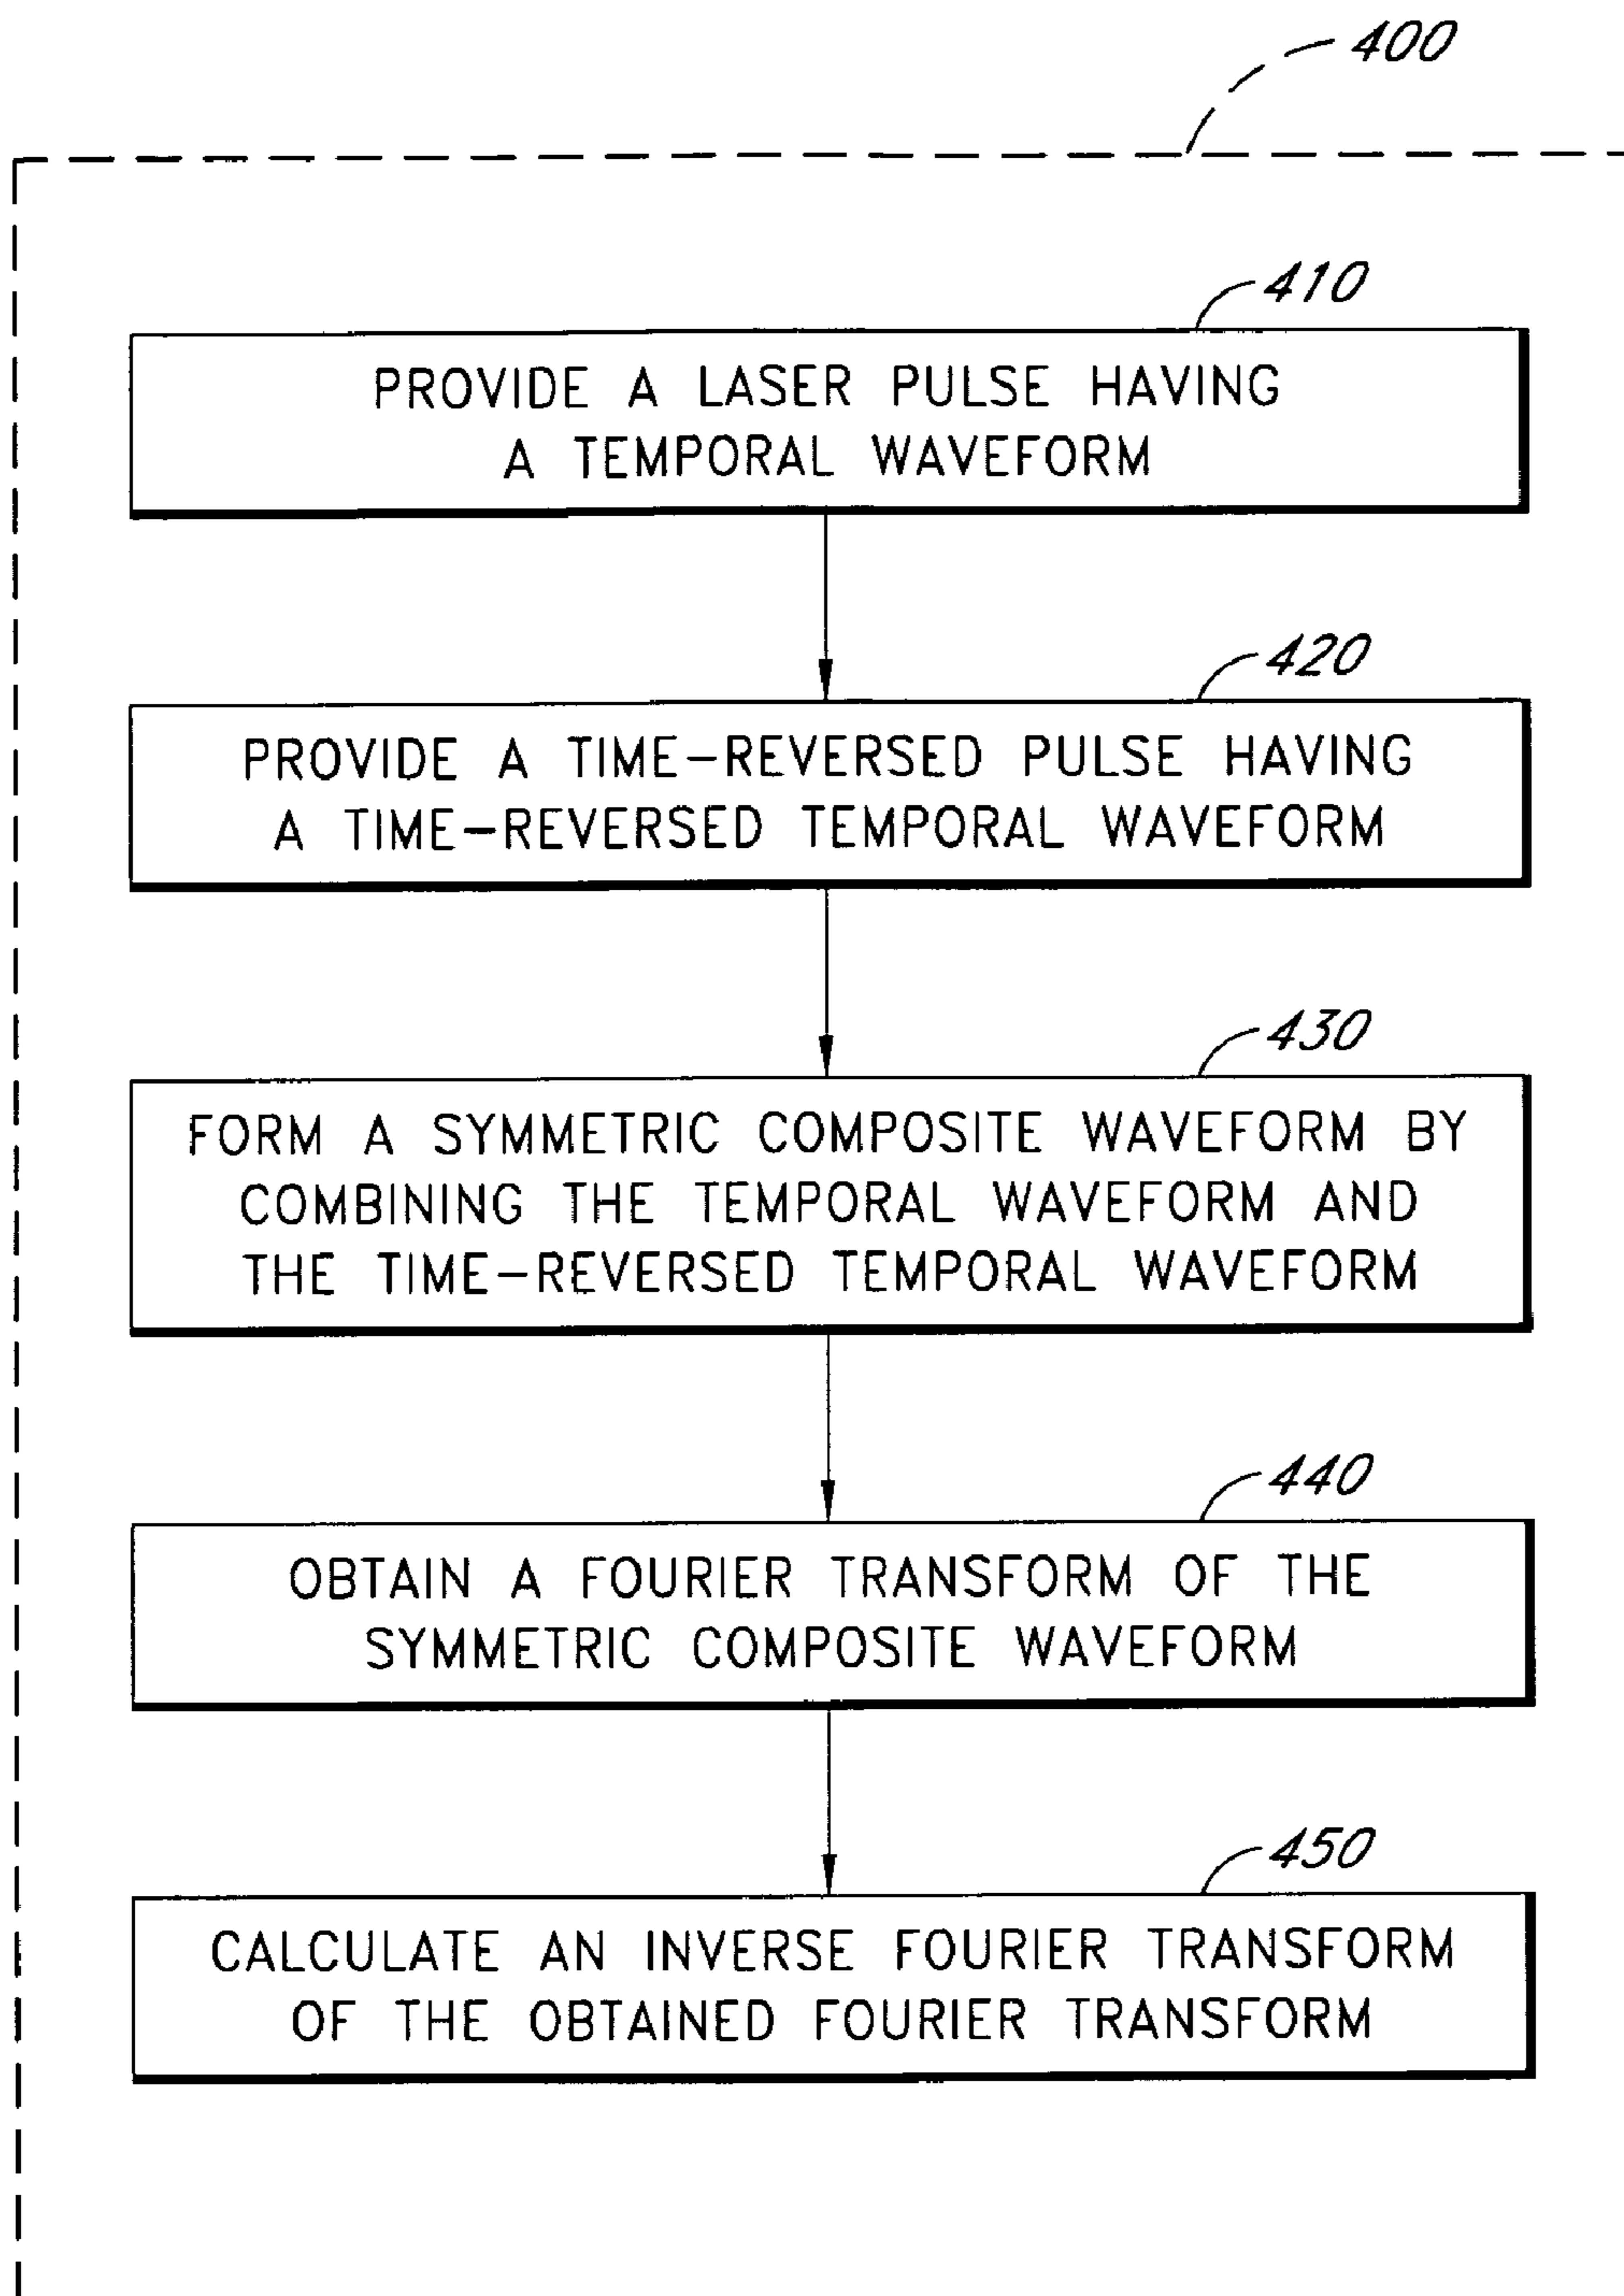 400
410
PROVIDE A LASER PULSE HAVING
A TEMPORAL WAVEFORM
420
PROVIDE A TIME-REVERSED PULSE HAVING
A TIME-REVERSED TEMPORAL WAVEFORM
430
FORM A SYMMETRIC COMPOSITE WAVEFORM BY
COMBINING THE TEMPORAL WAVEFORM AND
THE TIME-REVERSED TEMPORAL WAVEFORM
440
OBTAIN A FOURIER TRANSFORM OF THE
SYMMETRIC COMPOSITE WAVEFORM
450
CALCULATE AN INVERSE FOURIER TRANSFORM
OF THE OBTAINED FOURIER TRANSFORM